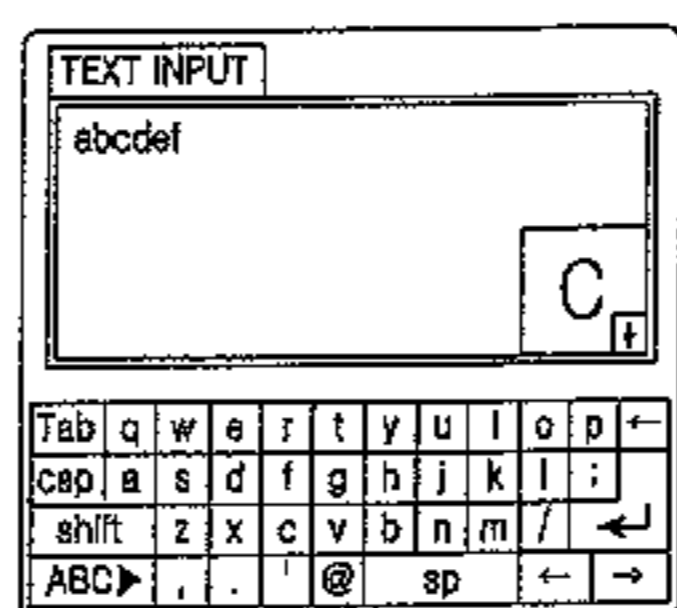 TEXT INPUT
abcdef
C
Tab q w e r t y u i o p ←
cap a s d f g h j k l ;
shift z x c v b n m /
ABC▶ , . ' @ sp ← →